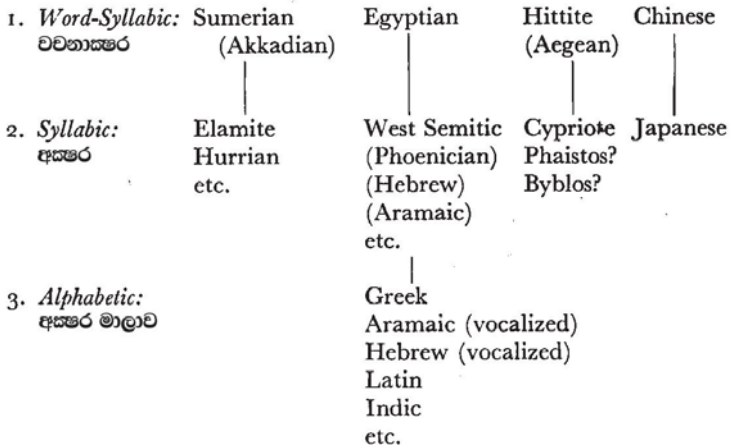 1. Word-Syllabic: Sumerian Egyptian Hittite Chinese
වචනාක්ෂර (Akkadian) (Aegean)
2. Syllabic: Elamite West Semitic Cypriote Japanese
අක්ෂර Hurrian (Phoenician) Phaistos?
etc. (Hebrew) Byblos?
(Aramaic)
etc.
3. Alphabetic: Greek
අක්ෂර මාලාව Aramaic (vocalized)
Hebrew (vocalized)
Latin
Indic
etc.